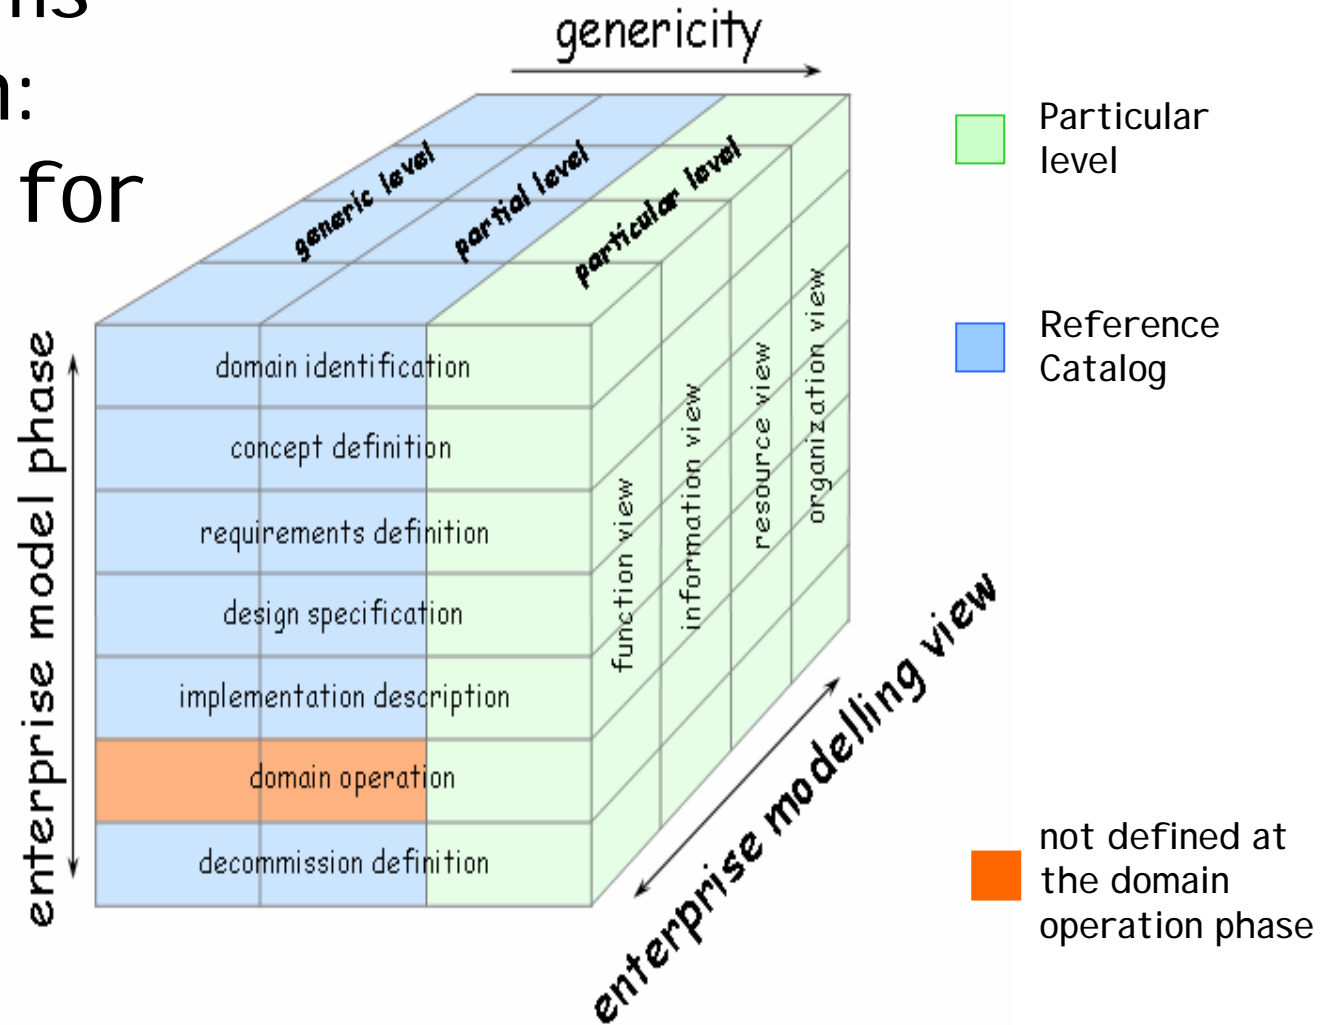 ns
n:
for
genericity
generic level
partial level
particular level
enterprise model phase
domain identification
concept definition
requirements definition
design specification
implementation description
domain operation
decommission definition
function view
information view
resource view
organization view
enterprise modelling view
Particular
level
Reference
Catalog
not defined at
the domain
operation phase